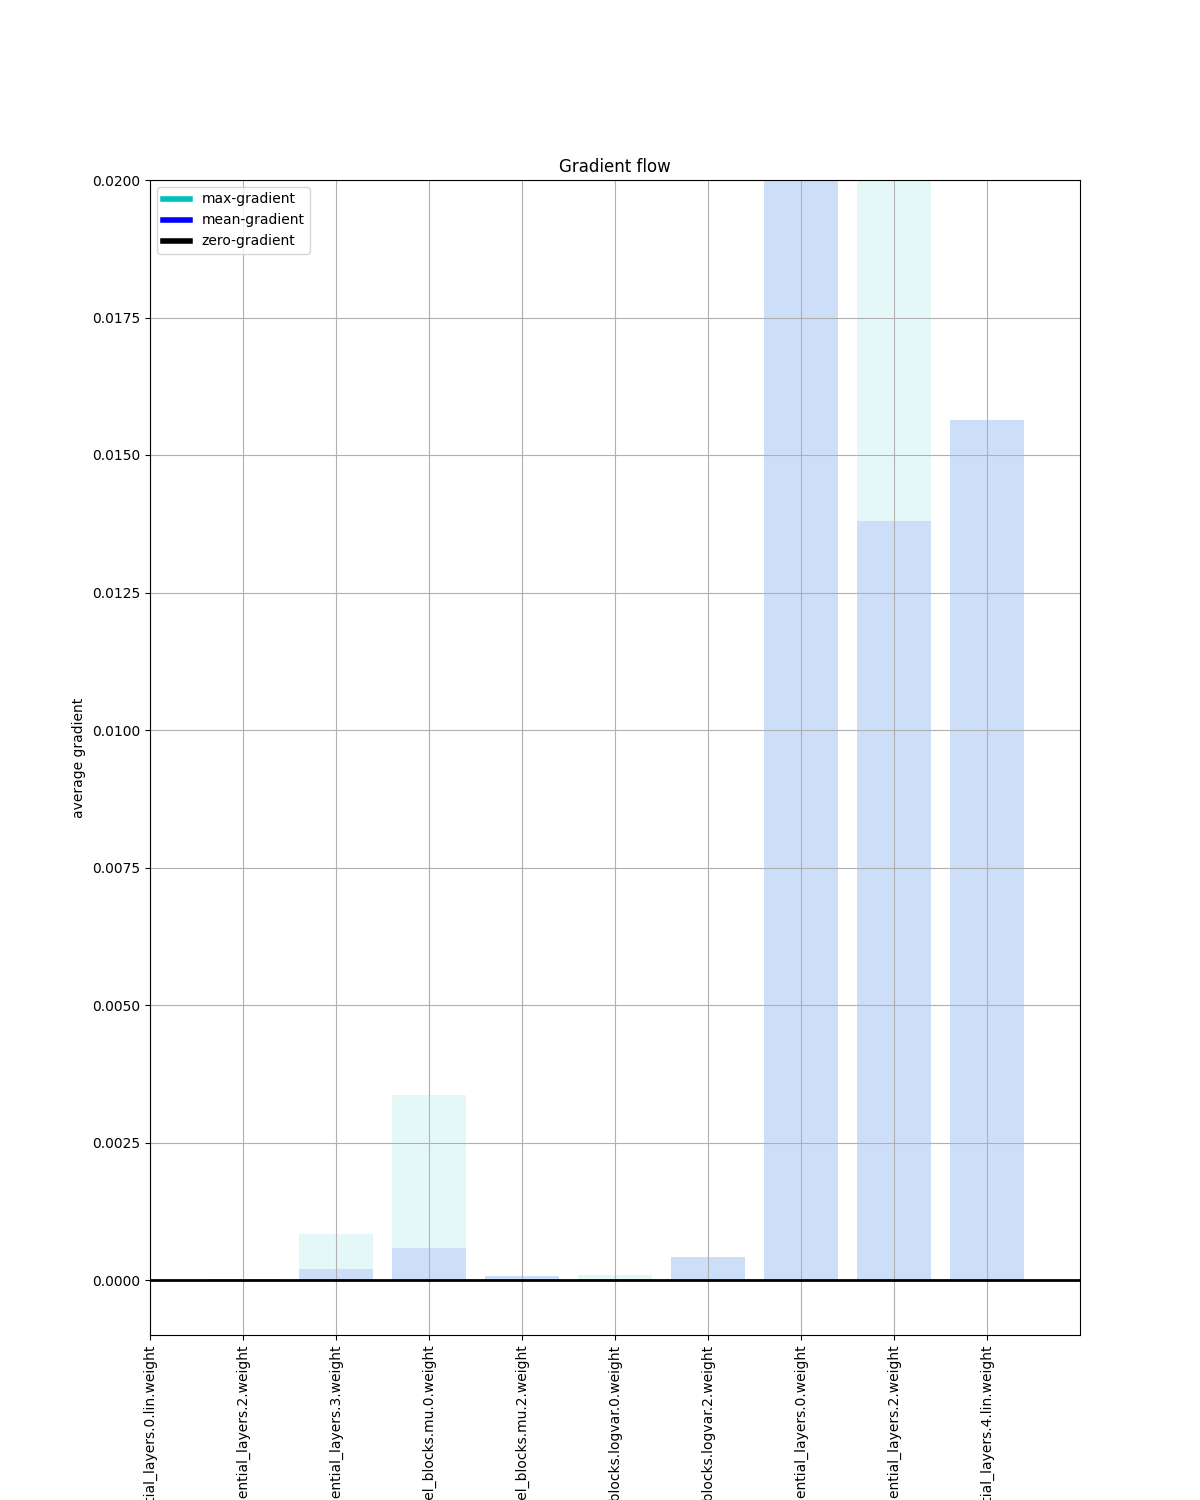 Gradient flow
max-gradient
mean-gradient
zero-gradient
0.0200
0.0175
0.0150
0.0125
0.0100
0.0075
0.0050
0.0025
0.0000
average gradient
tial_layers.0.lin.weight
ential_layers.2.weight
ential_layers.3.weight
el_blocks.mu.0.weight
el_blocks.mu.2.weight
blocks.logvar.0.weight
blocks.logvar.2.weight
ential_layers.0.weight
ential_layers.2.weight
tial_layers.4.lin.weight